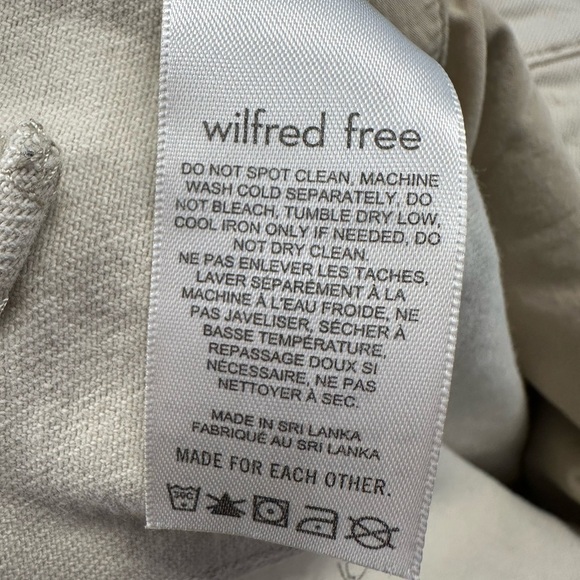 wilfred free
DO NOT SPOT CLEAN, MACHINE
WASH COLD SEPARATELY, DO
NOT BLEACH, TUMBLE DRY LOW,
COOL IRON ONLY IF NEEDED, DO
NOT DRY CLEAN.
NE PAS ENLEVER LES TACHES,
LAVER SÉPARÉMENT À LA
MACHINE À L'EAU FROIDE, NE
PAS JAVELISER, SÉCHER À
BASSE TEMPÉRATURE,
REPASSAGE DOUX SI
NÉCESSAIRE, NE PAS
NETTOYER À SEC.
MADE IN SRI LANKA
FABRIQUÉ AU SRI LANKA
MADE FOR EACH OTHER.
30C